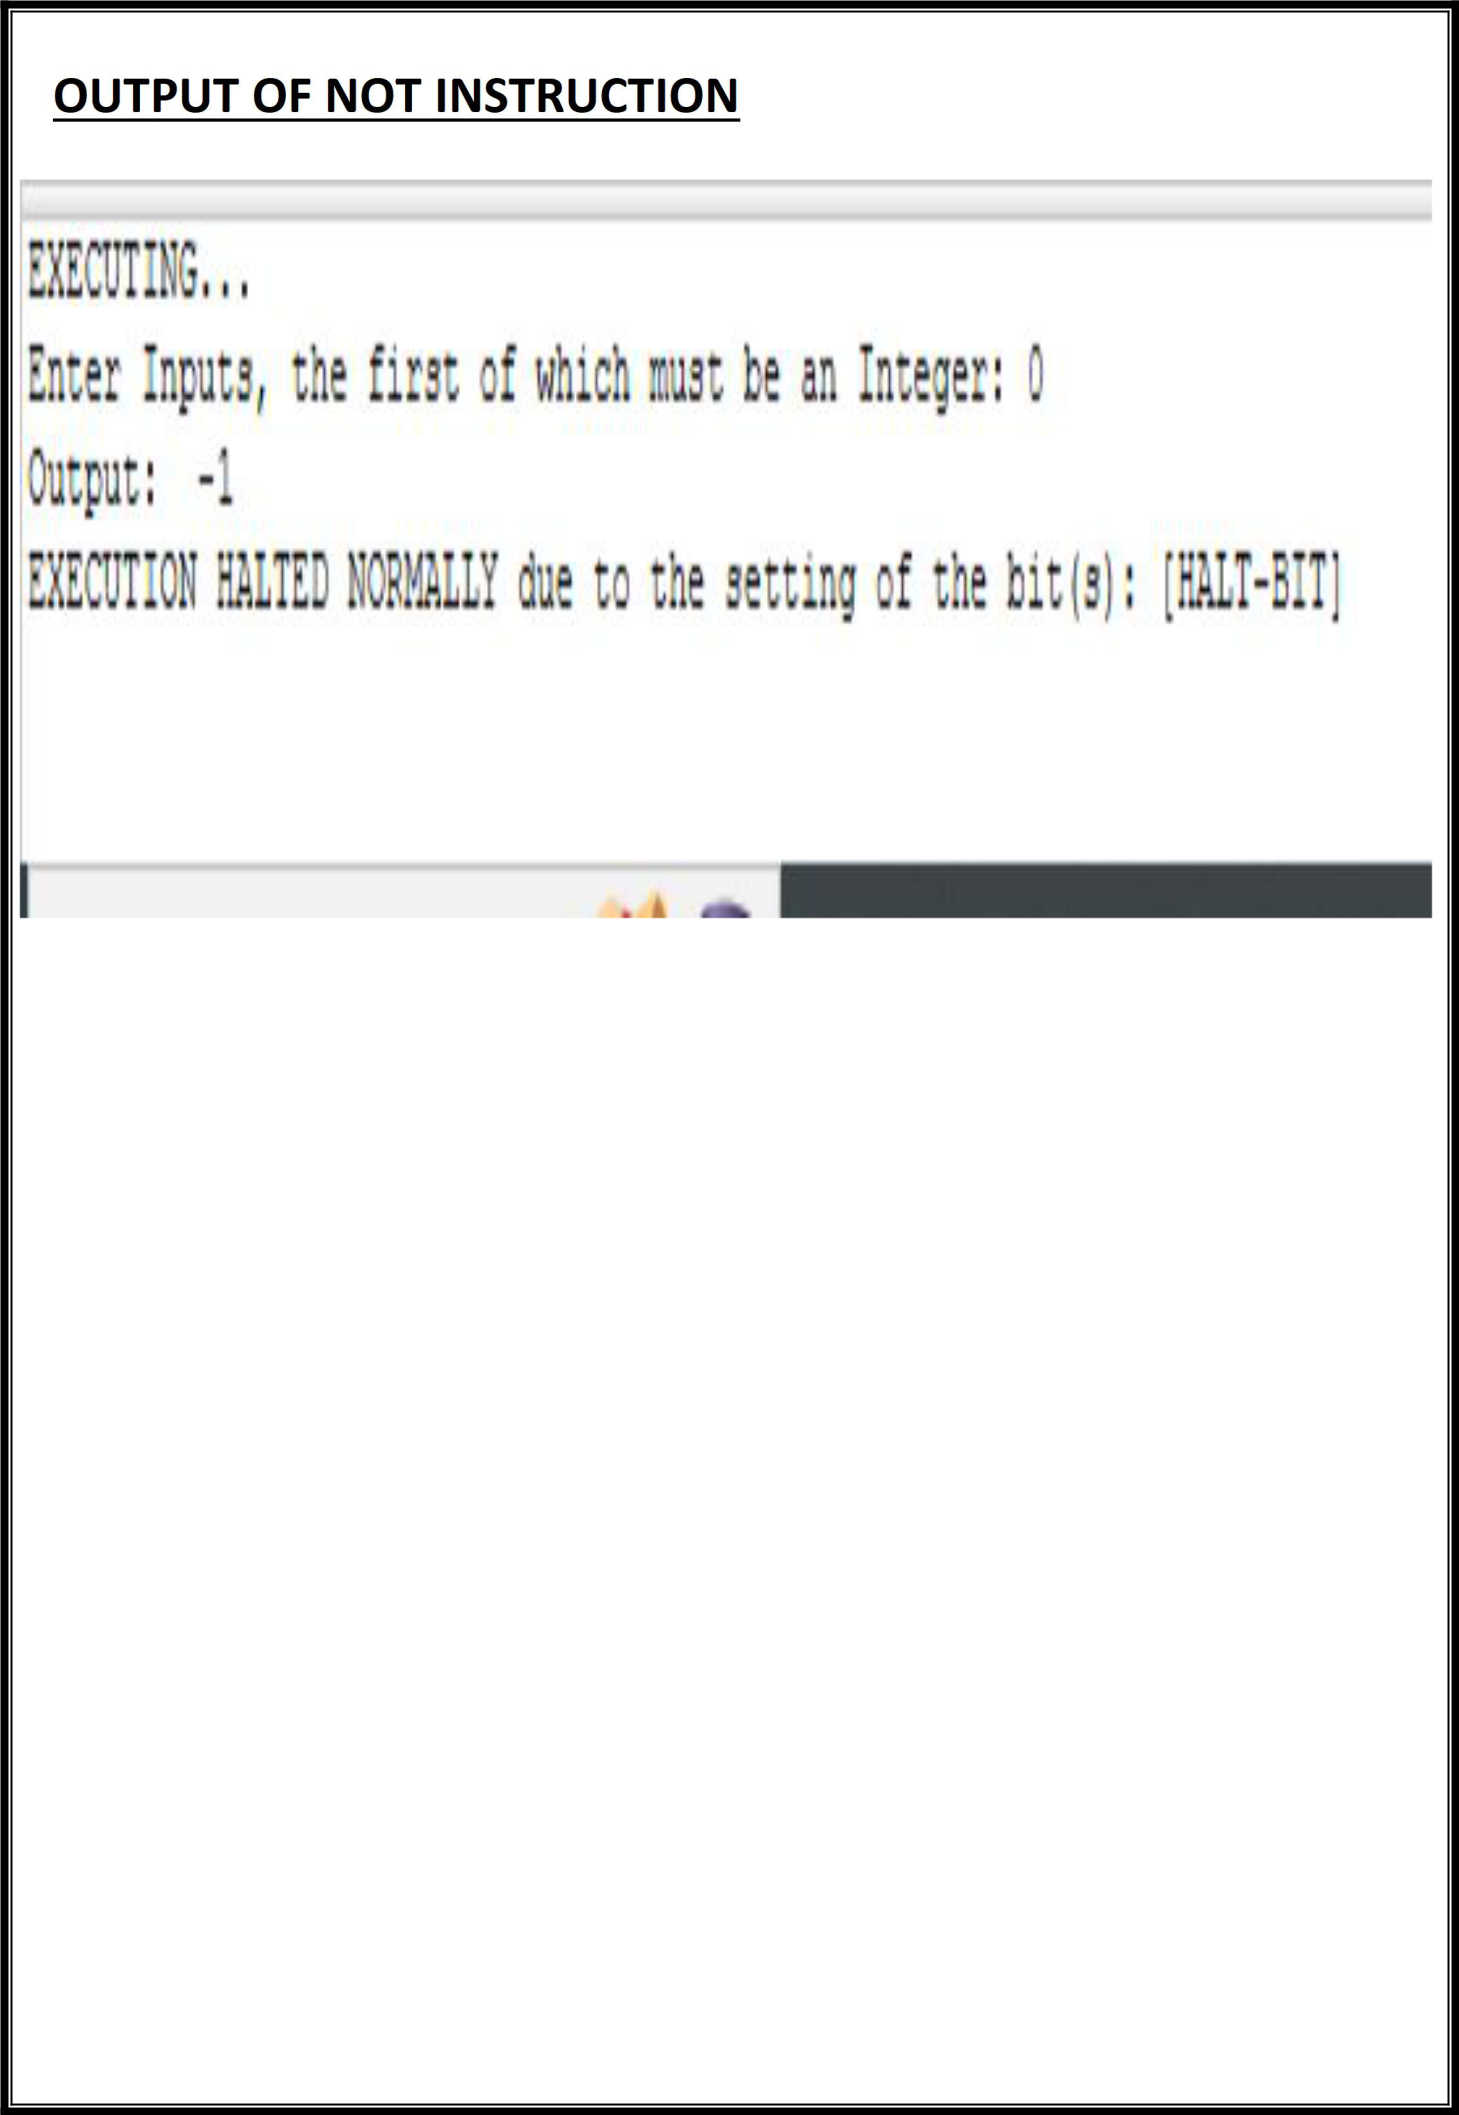 OUTPUT OF NOT INSTRUCTION
EXECUTING...
Enter Inputs, the first of which must be an Integer: 0
Output:  -1
EXECUTION HALTED NORMALLY due to the setting of the bit(s): [HALT-BIT]